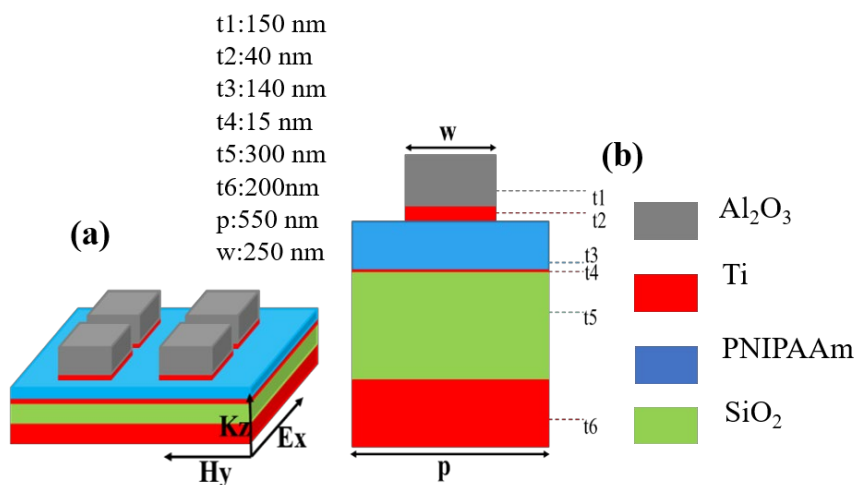 t1:150 nm
t2:40 nm
t3:140 nm
t4:15 nm
t5:300 nm
t6:200nm
p:550 nm
w:250 nm
(a)
Kz
Ex
Hy
w
(b)
t1
t2
t3
t4
t5
t6
p
Al₂O₃
Ti
PNIPAAm
SiO₂